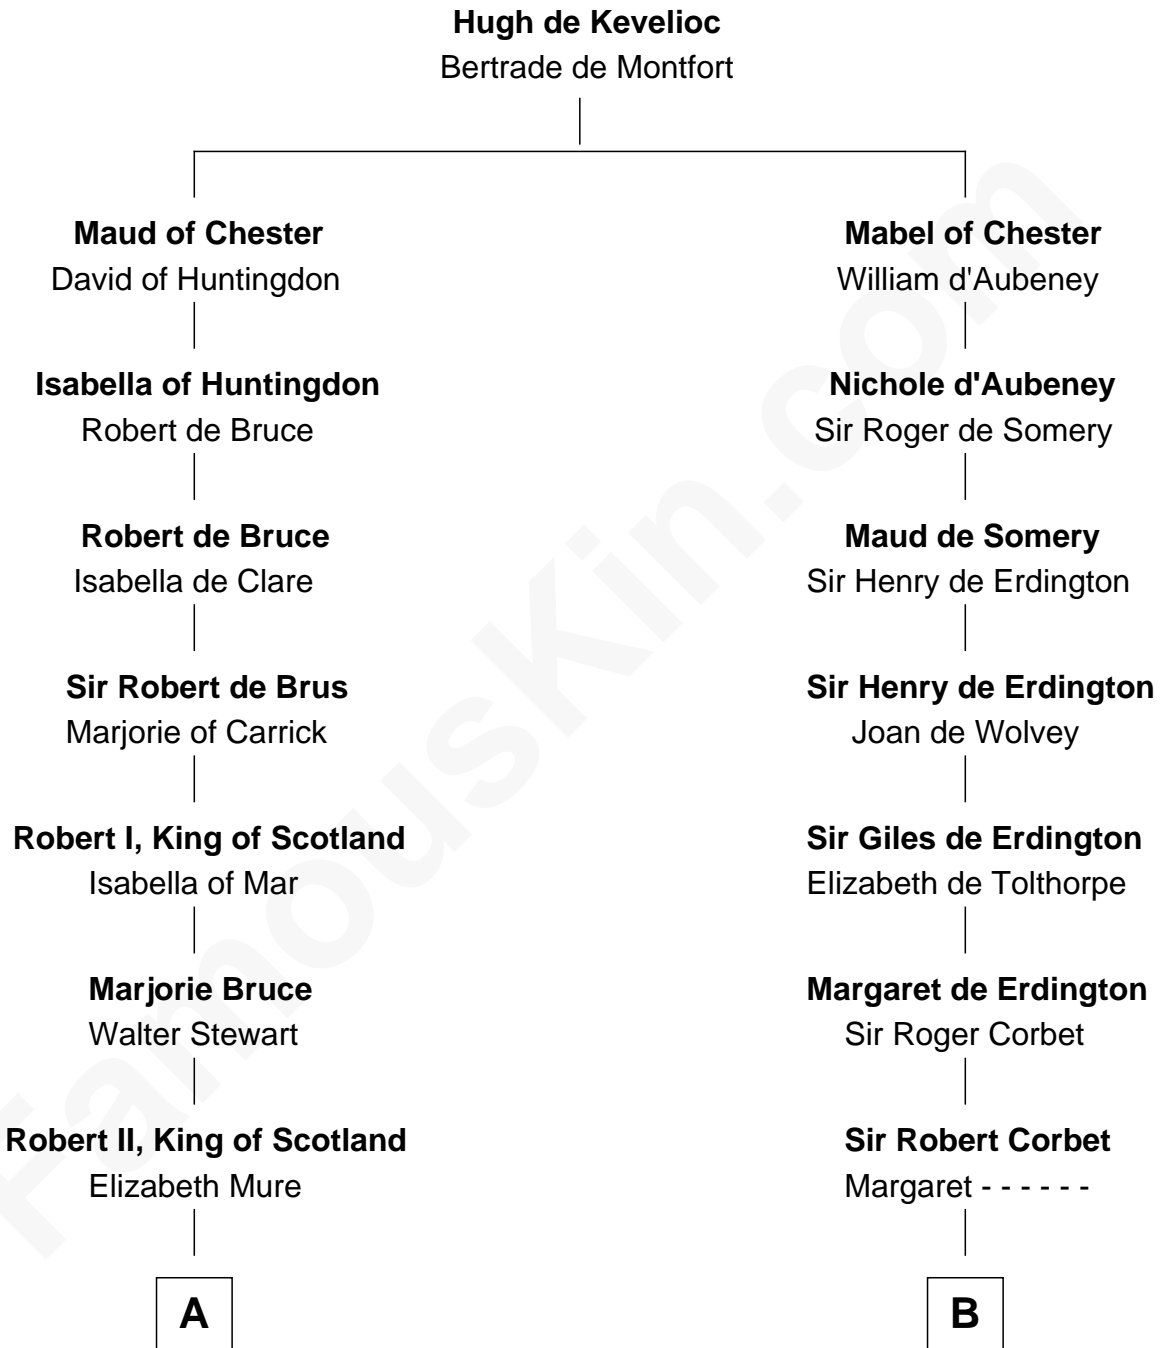 Hugh de Kevelioc
Bertrade de Montfort
Maud of Chester
David of Huntingdon
Isabella of Huntingdon
Robert de Bruce
Robert de Bruce
Isabella de Clare
Sir Robert de Brus
Marjorie of Carrick
Robert I, King of Scotland
Isabella of Mar
Marjorie Bruce
Walter Stewart
Robert II, King of Scotland
Elizabeth Mure
A
Mabel of Chester
William d'Aubeney
Nichole d'Aubeney
Sir Roger de Somery
Maud de Somery
Sir Henry de Erdington
Sir Henry de Erdington
Joan de Wolvey
Sir Giles de Erdington
Elizabeth de Tolthorpe
Margaret de Erdington
Sir Roger Corbet
Sir Robert Corbet
Margaret - - - - - -
B
FamousKin.com